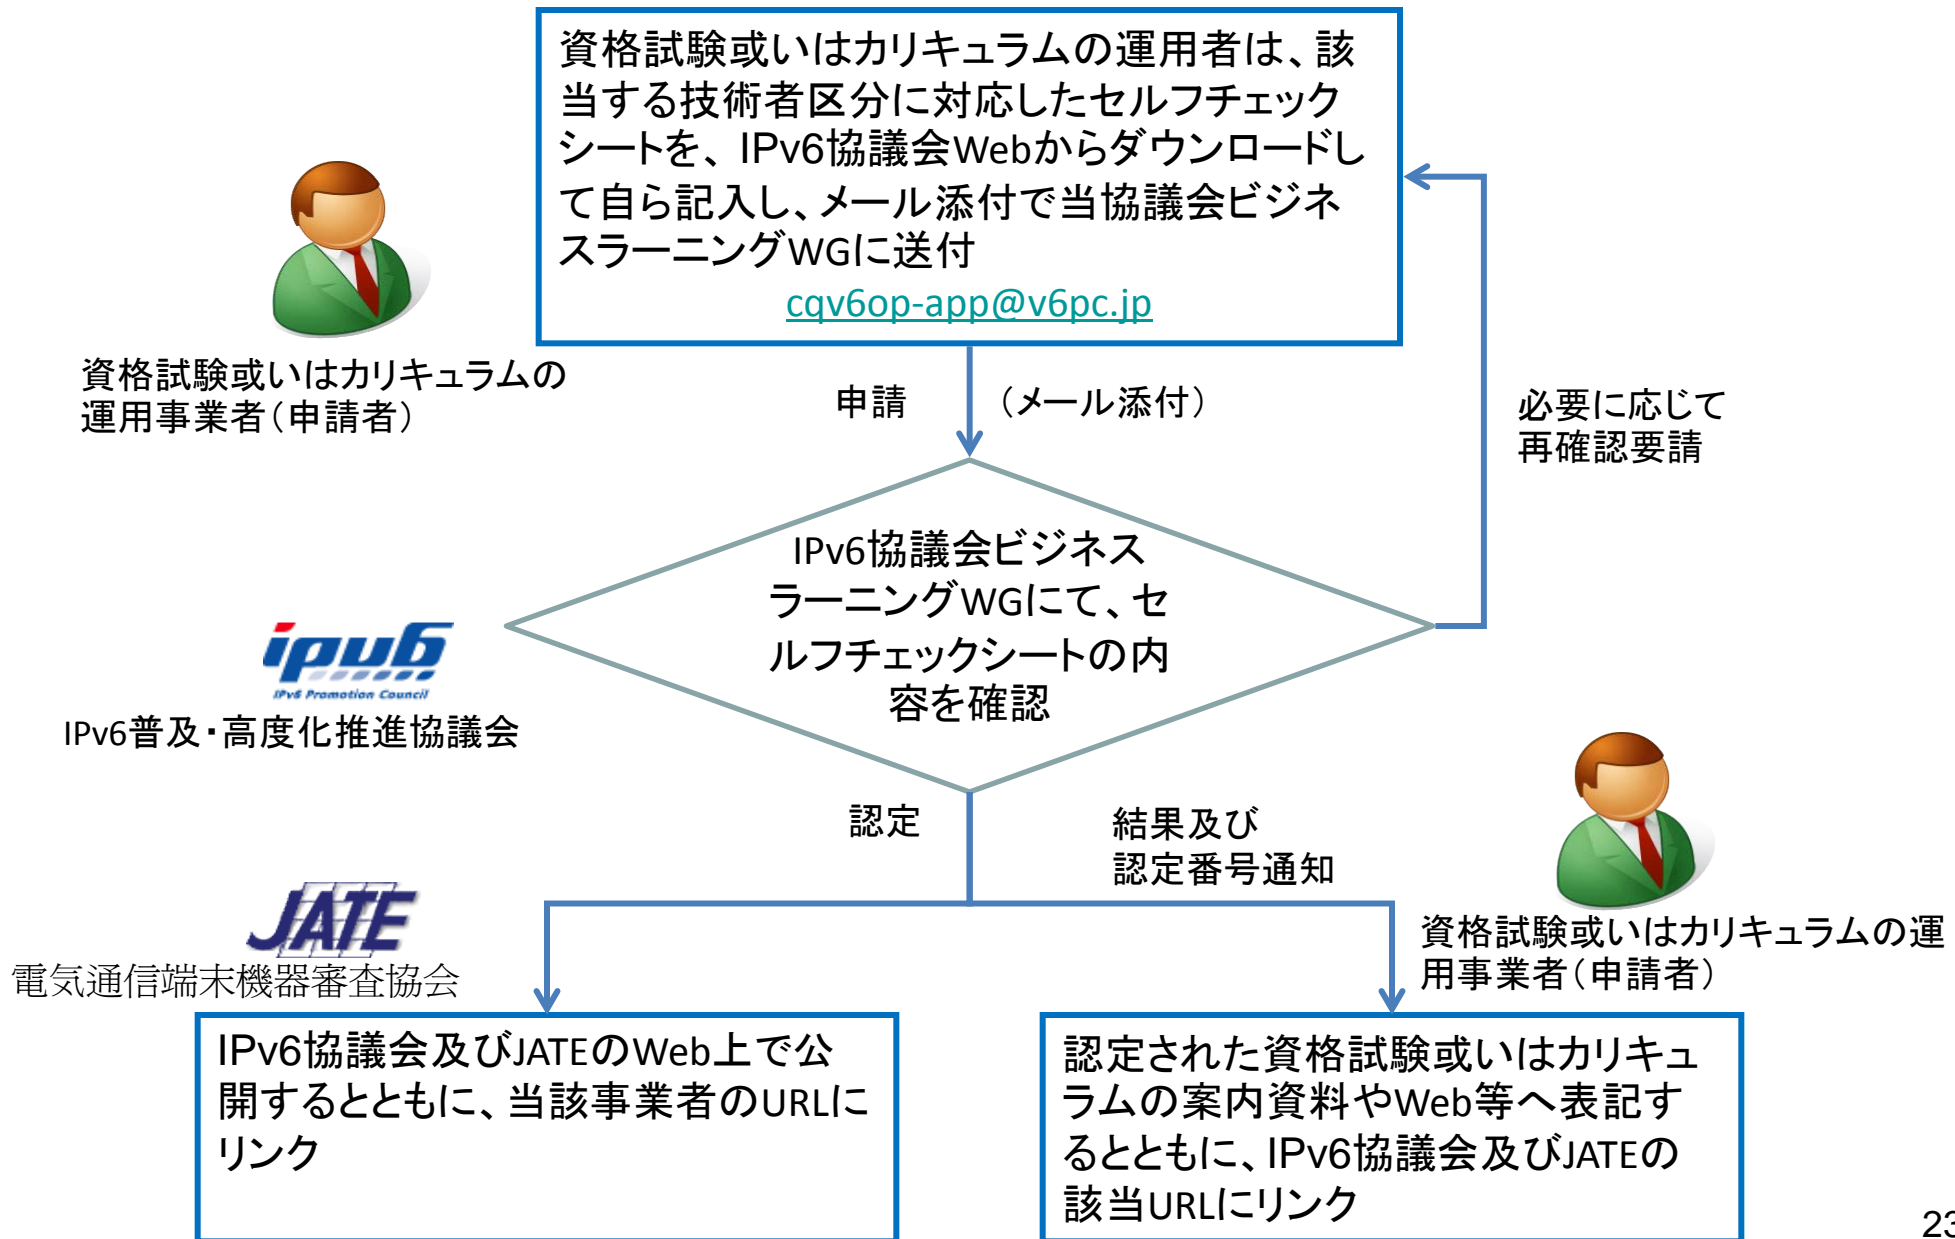 資格試験或いはカリキュラムの運用者は、該
当する技術者区分に対応したセルフチェック
シートを、IPv6協議会Webからダウンロードし
て自ら記入し、メール添付で当協議会ビジネ
スラーニングWGに送付
cqv6op-app@v6pc.jp
資格試験或いはカリキュラムの
運用事業者（申請者）
申請
（メール添付）
必要に応じて
再確認要請
IPv6協議会ビジネス
ラーニングWGにて、セ
ルフチェックシートの内
容を確認
ipv6
IPv6 Promotion Council
IPv6普及・高度化推進協議会
認定
結果及び
認定番号通知
JATE
電気通信端末機器審査協会
資格試験或いはカリキュラムの運
用事業者（申請者）
IPv6協議会及びJATEのWeb上で公
開するとともに、当該事業者のURLに
リンク
認定された資格試験或いはカリキュ
ラムの案内資料やWeb等へ表記す
るとともに、IPv6協議会及びJATEの
該当URLにリンク
23